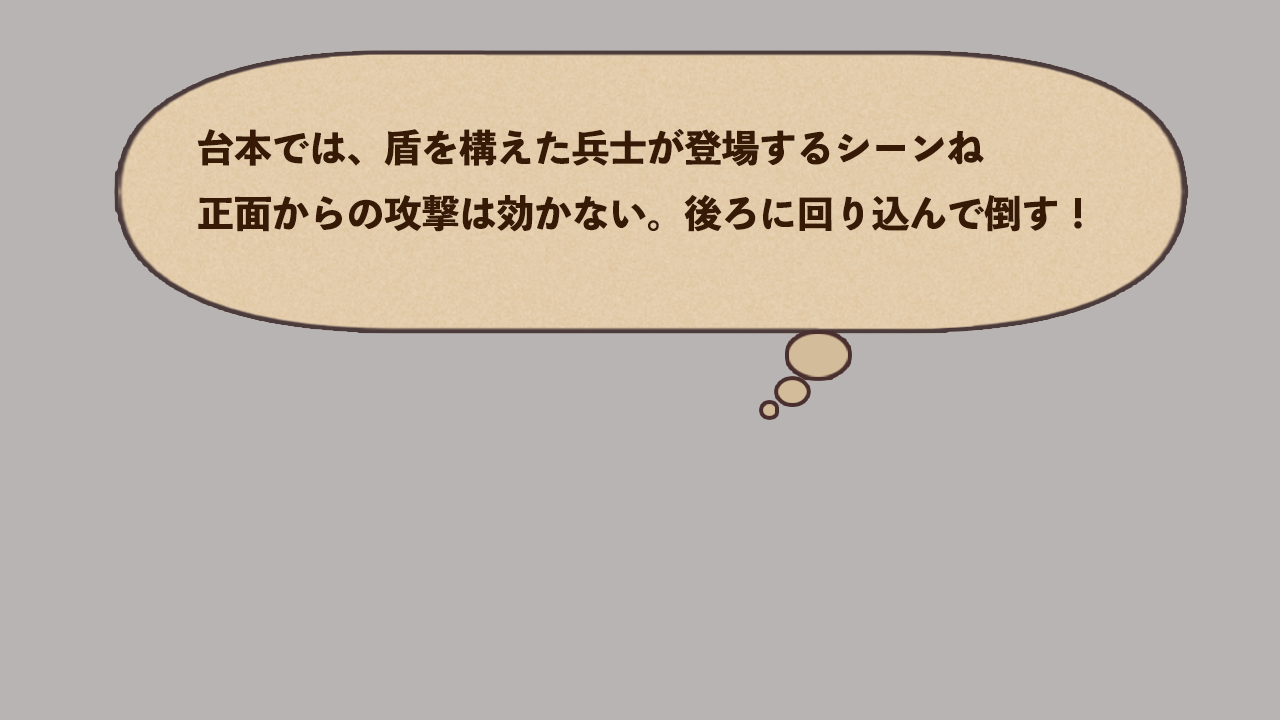 台本では、盾を構えた兵士が登場するシーンね
正面からの攻撃は効かない。後ろに回り込んで倒す！